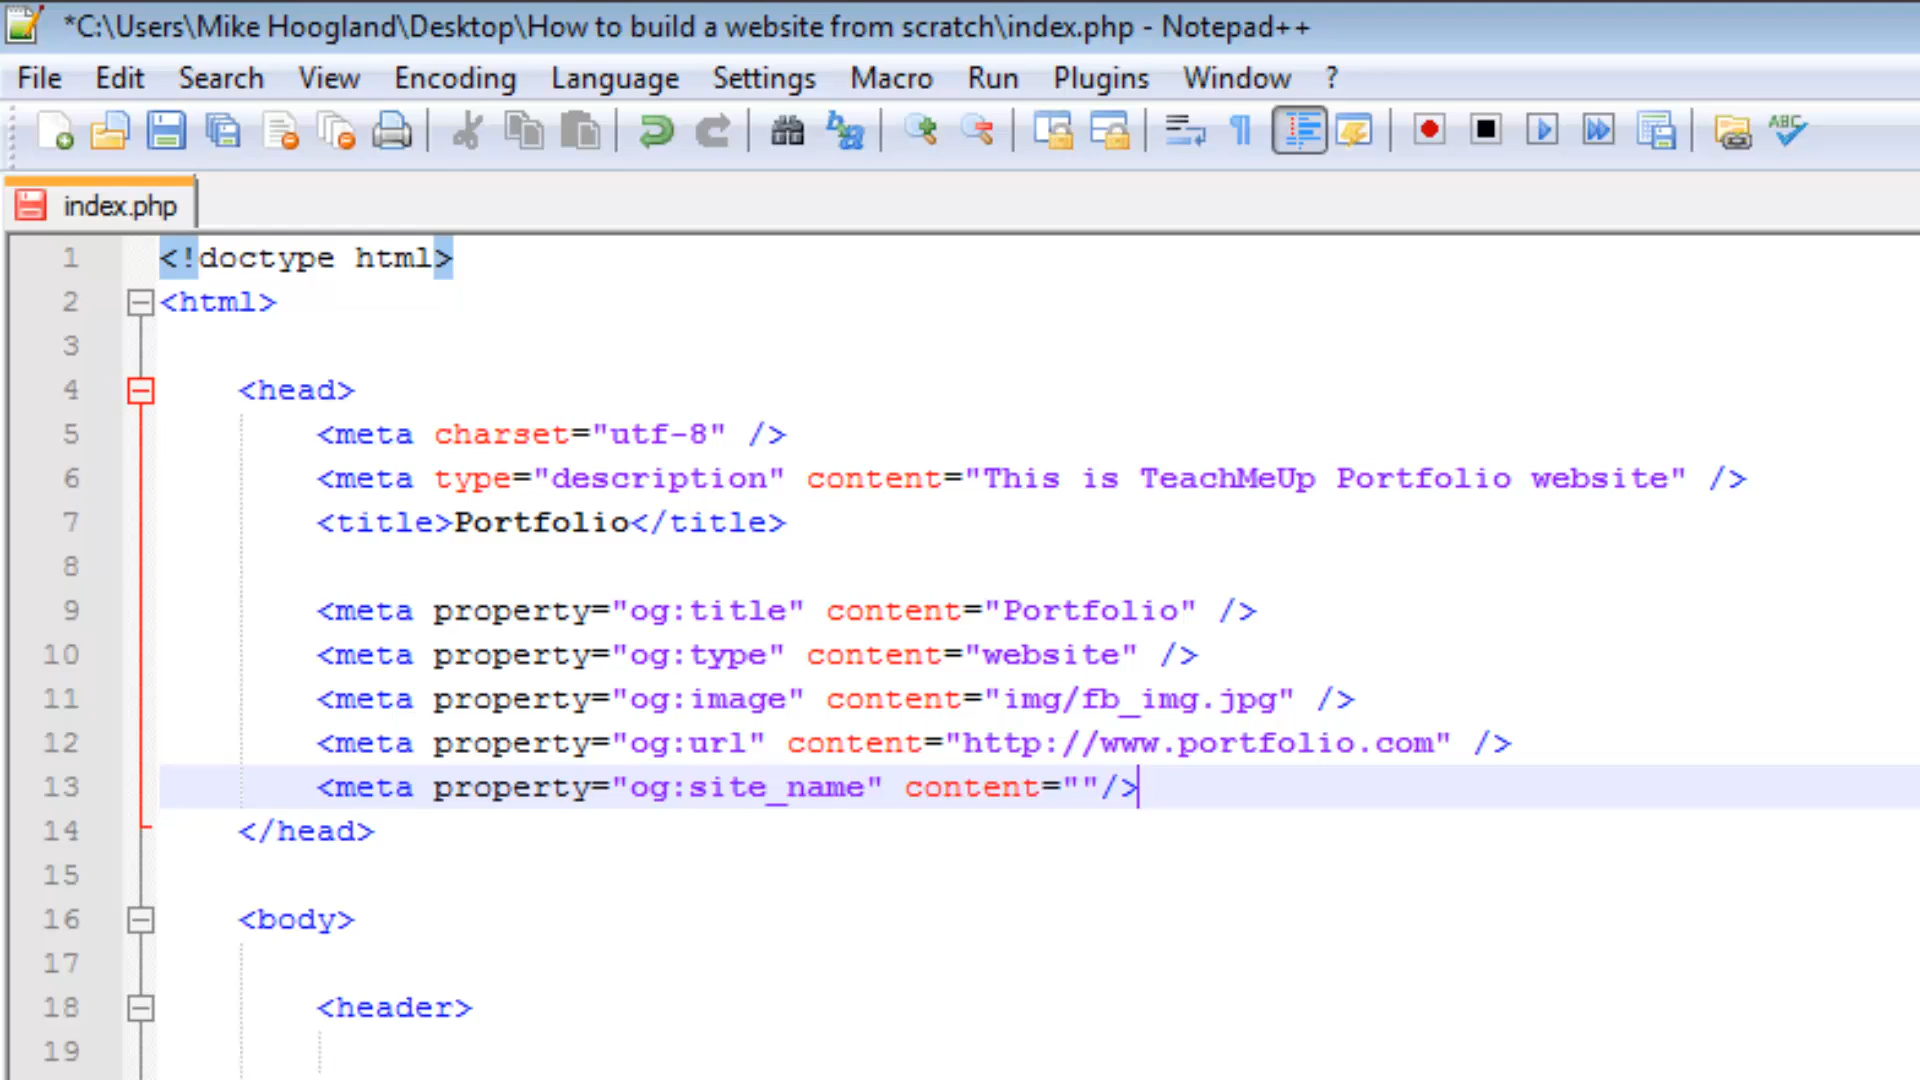 *C:\Users\Mike Hoogland\Desktop\How to build a website from scratch\index.php - Notepad++
File Edit Search View Encoding Language Settings Macro Run Plugins Window ?
ABC
index.php
1 <!doctype html>
2 <html>
3
4 <head>
5 <meta charset="utf-8" />
6 <meta type="description" content="This is TeachMeUp Portfolio website" />
7 <title>Portfolio</title>
8
9 <meta property="og:title" content="Portfolio" />
10 <meta property="og:type" content="website" />
11 <meta property="og:image" content="img/fb_img.jpg" />
12 <meta property="og:url" content="http://www.portfolio.com" />
13 <meta property="og:site_name" content=""/>
14 </head>
15
16 <body>
17
18 <header>
19